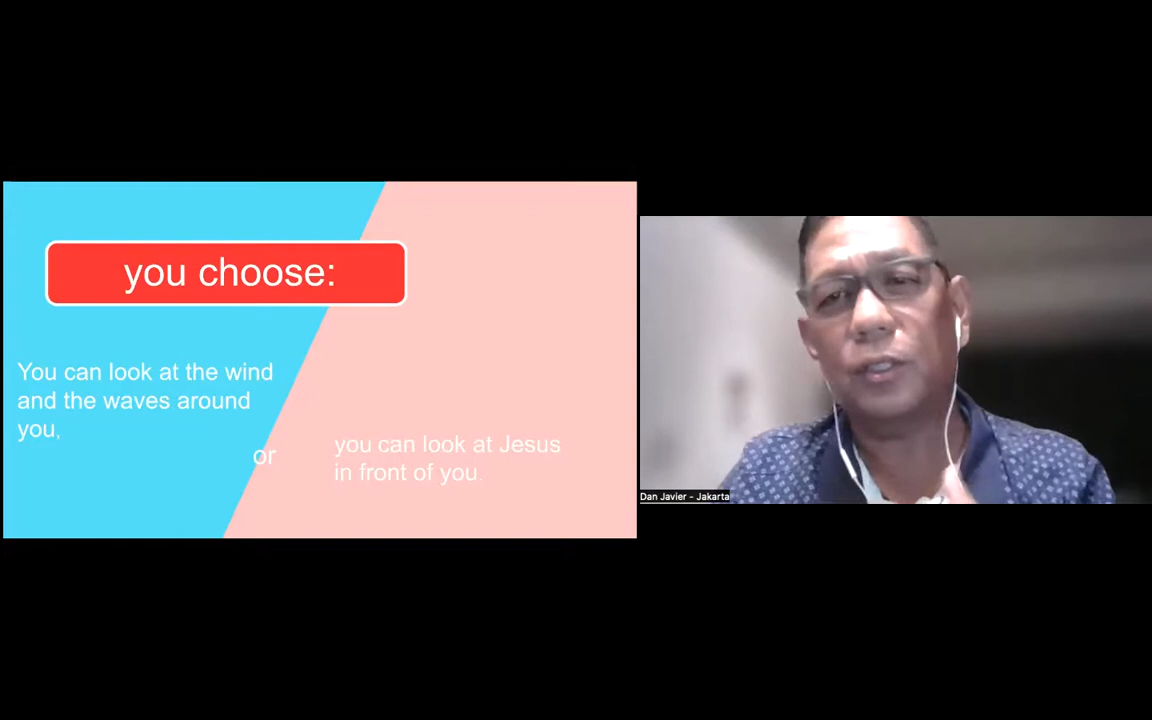 you choose:
You can look at the wind
and the waves around
you,
or
you can look at Jesus
in front of you.
Dan Javier - Jakarta